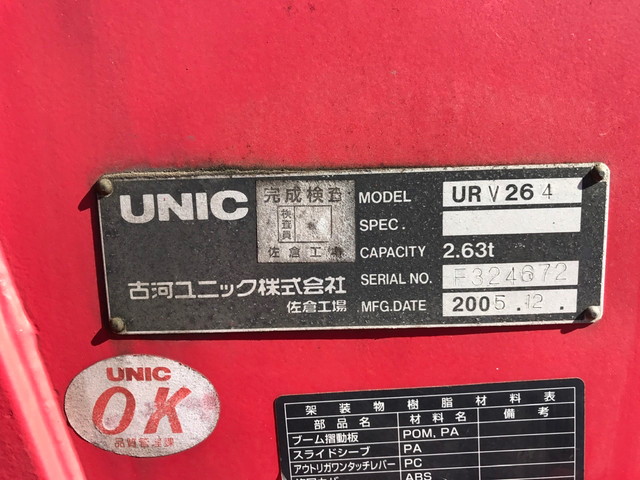 UNIC
完成検査
検査員
佐倉工場
古河ユニック株式会社
佐倉工場
MODEL URV264
SPEC.
CAPACITY 2.63t
SERIAL NO.
MFG.DATE 2005.12.
UNIC
OK
架装物樹脂材料表
部品名 材料名 備考
ブーム摺動板 POM, PA
スライドシーブ PA
アウトリガワンタッチレバー PC
ABS